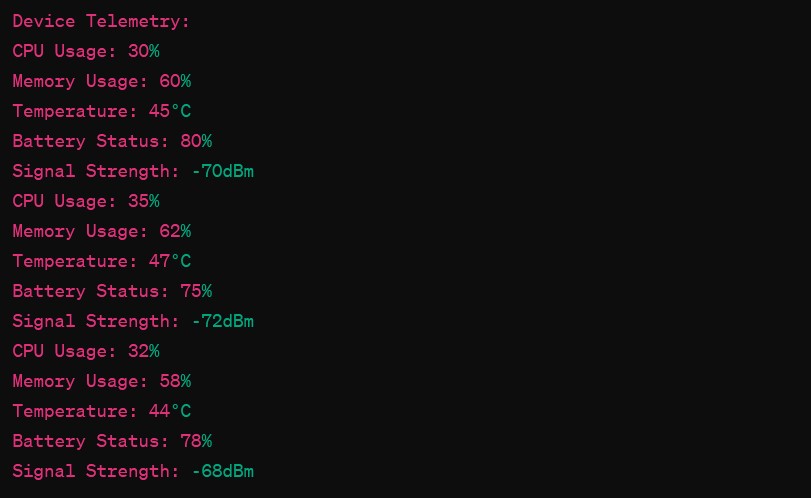 Device Telemetry:
CPU Usage: 30%
Memory Usage: 60%
Temperature: 45°C
Battery Status: 80%
Signal Strength: -70dBm
CPU Usage: 35%
Memory Usage: 62%
Temperature: 47°C
Battery Status: 75%
Signal Strength: -72dBm
CPU Usage: 32%
Memory Usage: 58%
Temperature: 44°C
Battery Status: 78%
Signal Strength: -68dBm